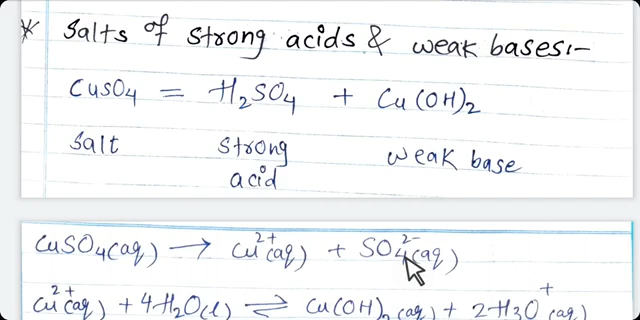 * Salts of strong acids & weak bases:-
CuSO4 = H2SO4 + Cu(OH)2
Salt strong acid weak base
CuSO4(aq) → Cu2+(aq) + SO42-(aq)
Cu2+(aq) + 4H2O(l) ⇌ Cu(OH)2(aq) + 2H3O+(aq)